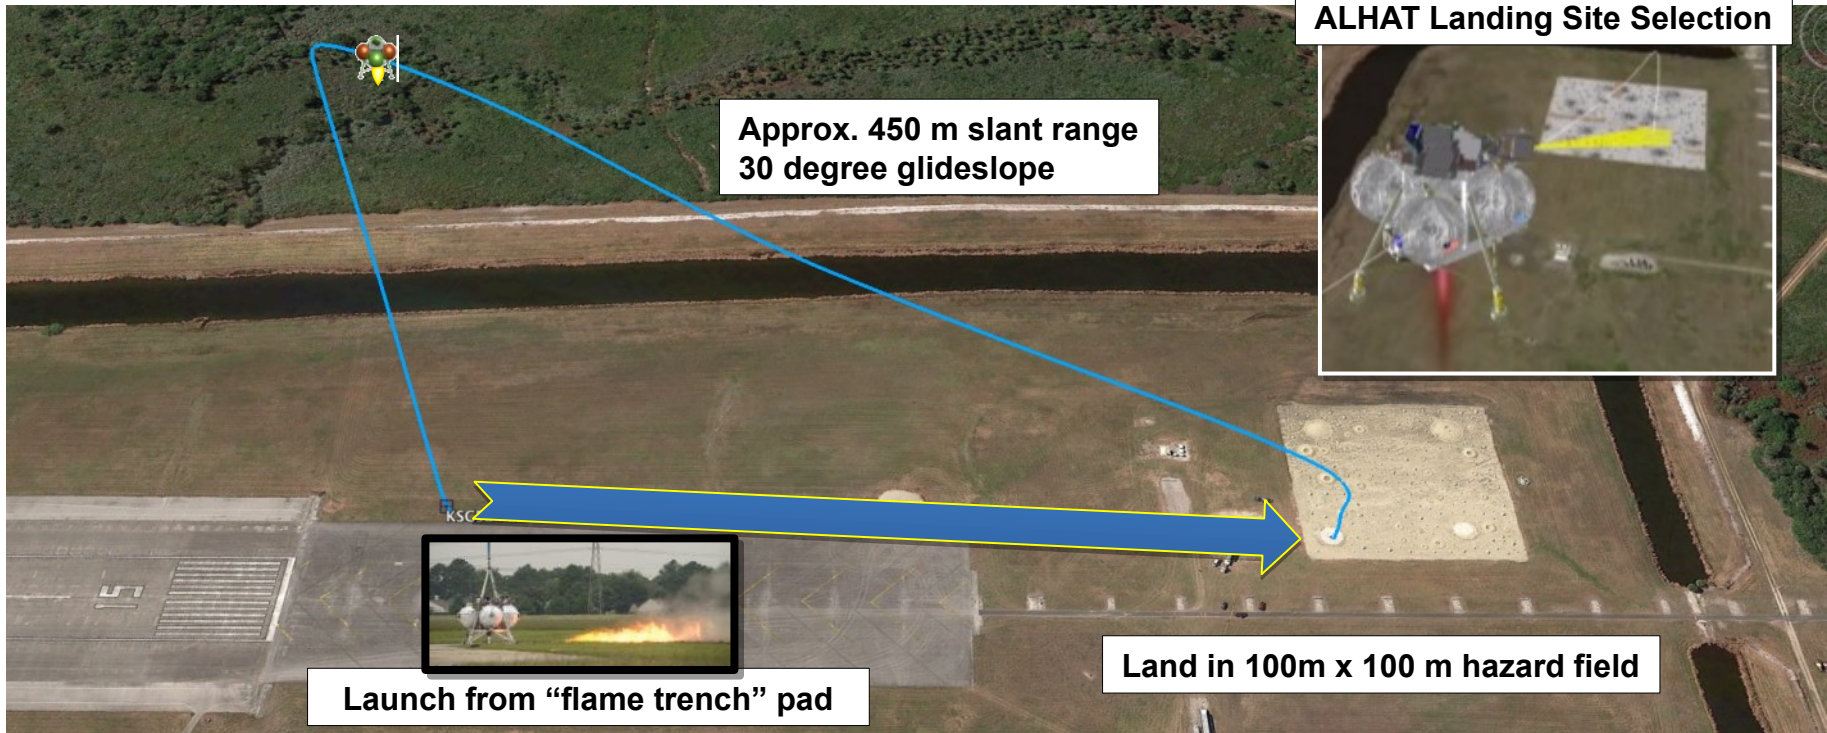 ALHAT Landing Site Selection
Approx. 450 m slant range
30 degree glideslope
KSC
15
Land in 100m x 100 m hazard field
Launch from “flame trench” pad